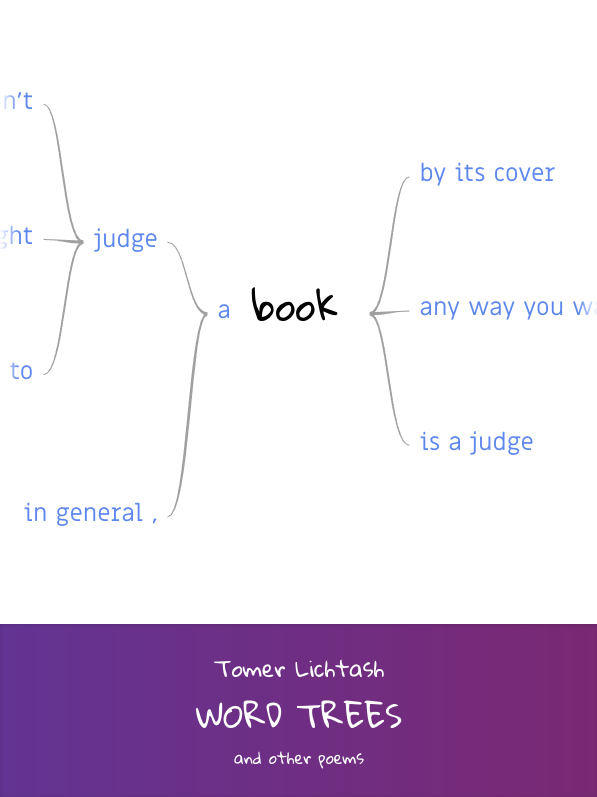 n't
by its cover
ght
judge
a
book
any way you
to
is a judge
in general ,
Tomer Lichtash
WORD TREES
and other poems